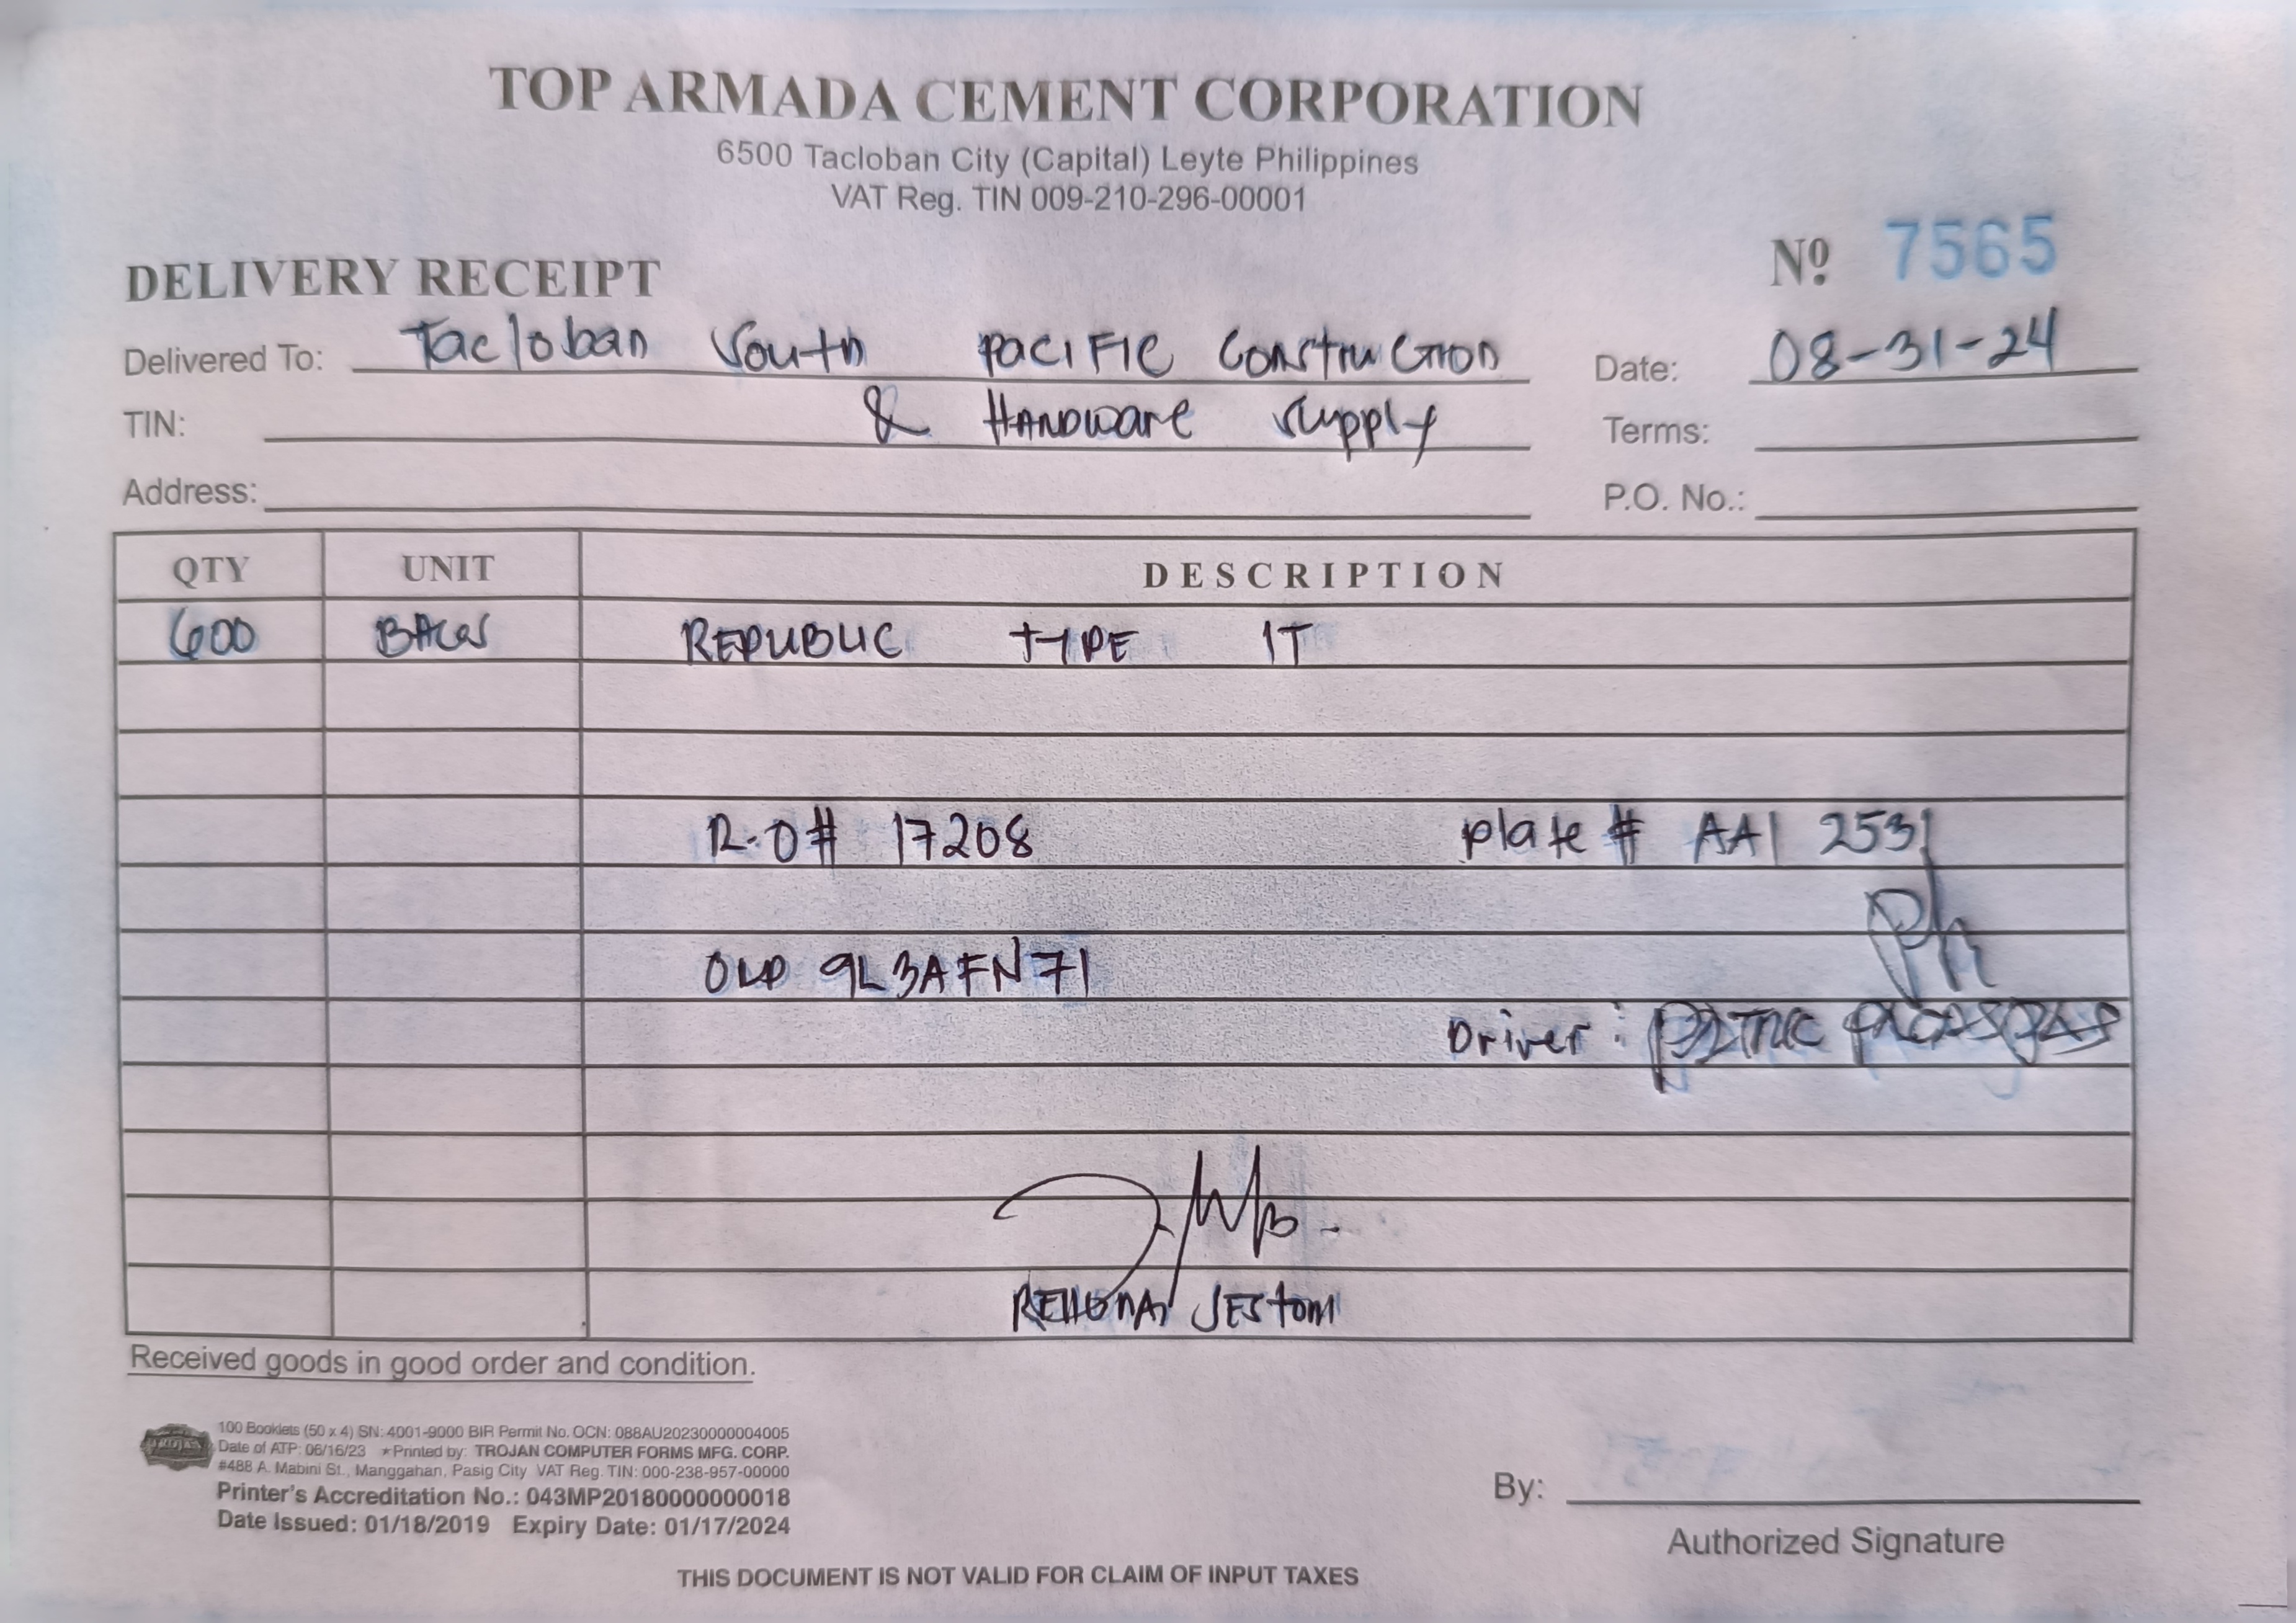 TOP ARMADA CEMENT CORPORATION
6500 Tacloban City (Capital) Leyte Philippines
VAT Reg. TIN 009-210-296-00001
Nº 7565
DELIVERY RECEIPT
Delivered To: Tacloban South Pacific Construction
Date: 08-31-24
TIN: & Hardware Supply
Terms:
Address:
P.O. No.:
QTY UNIT DESCRIPTION
600 BAGS REPUBLIC TYPE 1T
R.O# 17208 plate # AAI 2531
OLD 9L3AFN71
Driver:
JESTONI
Received goods in good order and condition.
100 Booklets (50 x 4) SN: 4001-9000 BIR Permit No. OCN: 088AU20230000004005
Date of ATP: 06/16/23 ★Printed by: TROJAN COMPUTER FORMS MFG. CORP.
#488 A. Mabini St., Manggahan, Pasig City VAT Reg. TIN: 000-238-957-00000
Printer's Accreditation No.: 043MP20180000000018
Date Issued: 01/18/2019 Expiry Date: 01/17/2024
By:
Authorized Signature
THIS DOCUMENT IS NOT VALID FOR CLAIM OF INPUT TAXES